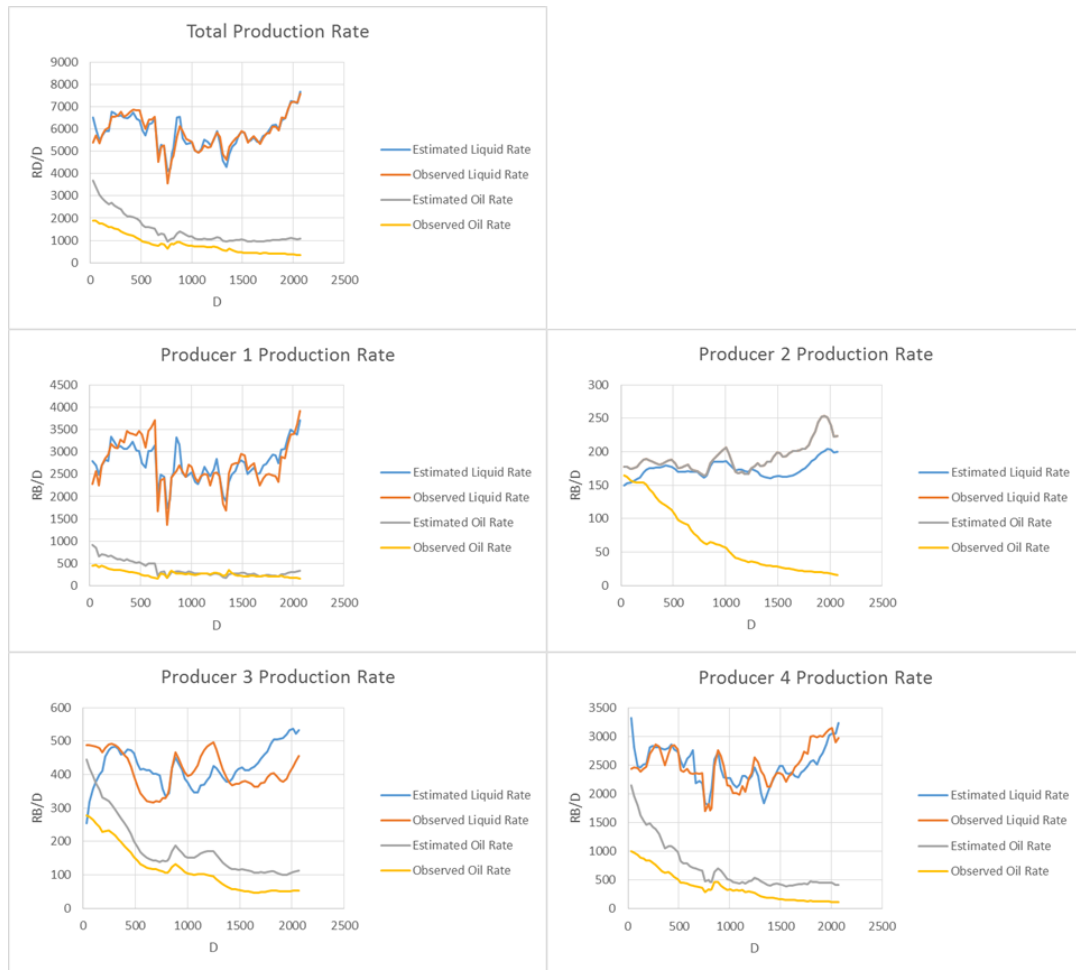 Total Production Rate
9000
8000
7000
6000
5000
4000
3000
2000
1000
0
RD/D
0 500 1000 1500 2000 2500
D
Estimated Liquid Rate
Observed Liquid Rate
Estimated Oil Rate
Observed Oil Rate
Producer 1 Production Rate
4500
4000
3500
3000
2500
2000
1500
1000
500
0
RB/D
0 500 1000 1500 2000 2500
D
Estimated Liquid Rate
Observed Liquid Rate
Estimated Oil Rate
Observed Oil Rate
Producer 2 Production Rate
300
250
200
150
100
50
0
RB/D
0 500 1000 1500 2000 2500
D
Estimated Liquid Rate
Observed Liquid Rate
Estimated Oil Rate
Observed Oil Rate
Producer 3 Production Rate
600
500
400
300
200
100
0
RB/D
0 500 1000 1500 2000 2500
D
Estimated Liquid Rate
Observed Liquid Rate
Estimated Oil Rate
Observed Oil Rate
Producer 4 Production Rate
3500
3000
2500
2000
1500
1000
500
0
RB/D
0 500 1000 1500 2000 2500
D
Estimated Liquid Rate
Observed Liquid Rate
Estimated Oil Rate
Observed Oil Rate